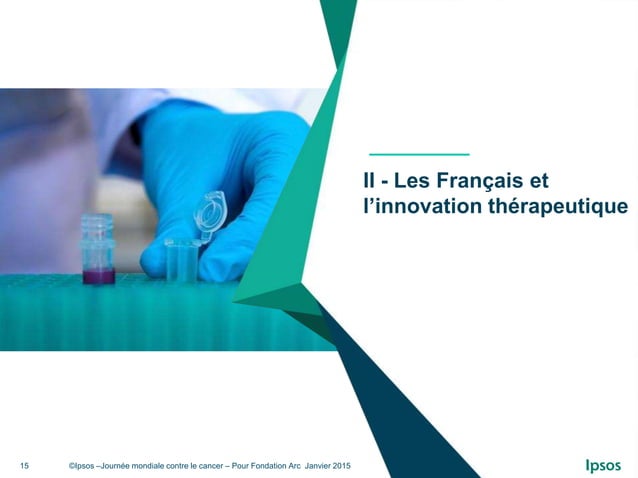 II - Les Français et
l’innovation thérapeutique
15 ©Ipsos –Journée mondiale contre le cancer – Pour Fondation Arc Janvier 2015
Ipsos